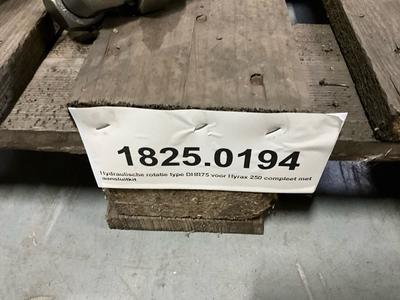 1825.0194
Hydraulische rotatie type DHR75 voor Hyrax 250 compleet met
aansluitkit